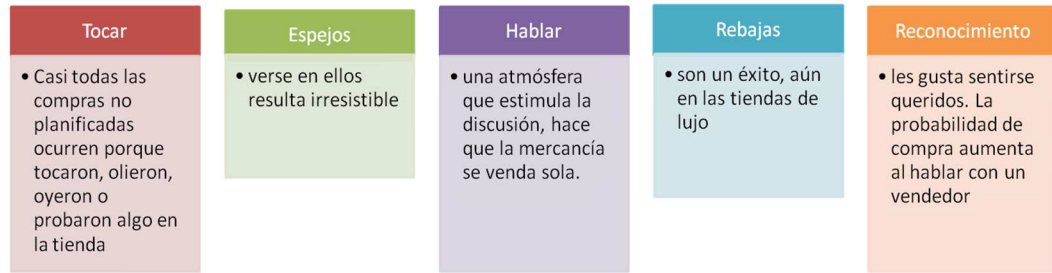 Tocar
• Casi todas las
compras no
planificadas
ocurren porque
tocaron, olieron,
oyeron o
probaron algo en
la tienda
Espejos
• verse en ellos
resulta irresistible
Hablar
• una atmósfera
que estimula la
discusión, hace
que la mercancía
se venda sola.
Rebajas
• son un éxito, aún
en las tiendas de
lujo
Reconocimiento
• les gusta sentirse
queridos. La
probabilidad de
compra aumenta
al hablar con un
vendedor